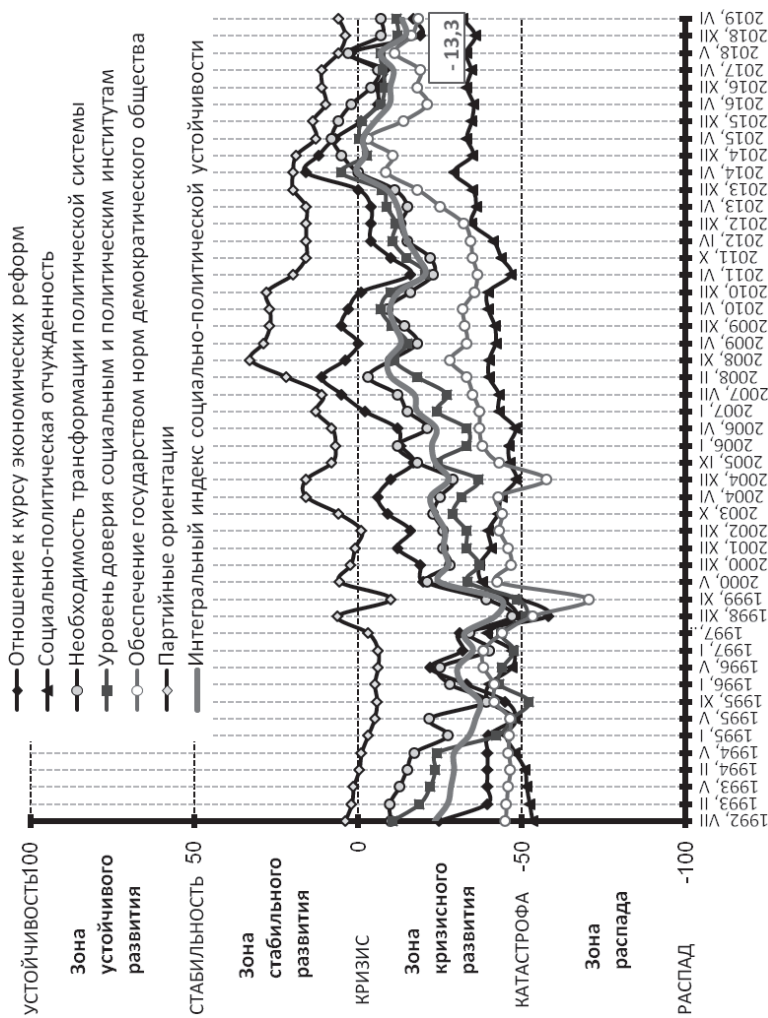 Отношение к курсу экономических реформ
Социально-политическая отчужденность
Необходимость трансформации политической системы
Уровень доверия социальным и политическим институтам
Обеспечение государством норм демократического общества
Партийные ориентации
Интегральный индекс социально-политической устойчивости
УСТОЙЧИВОСТЬ100
Зона
устойчивого
развития
СТАБИЛЬНОСТЬ 50
Зона
стабильного
развития
КРИЗИС 0
Зона
кризисного
развития
КАТАСТРОФА -50
Зона
распада
РАСПАД -100
-13,3
1992, VII
1993, II
1993, V
1994, II
1994, V
1995, I
1995, V
1995, XI
1996, I
1996, V
1997, I
1997,
1998, XII
1999, XI
2000, V
2000, XII
2001, XII
2002, XII
2003, X
2004, VI
2004, XII
2005, IX
2006, II
2006, VI
2007, I
2007, VII
2008, II
2008, XI
2009, VI
2009, XII
2010, VI
2010, XII
2011, VI
2011, X
2012, IV
2012, XII
2013, VI
2013, XII
2014, VI
2014, XII
2015, VI
2015, XII
2016, VI
2016, XII
2017, VI
2018, V
2018, XII
2019, VI